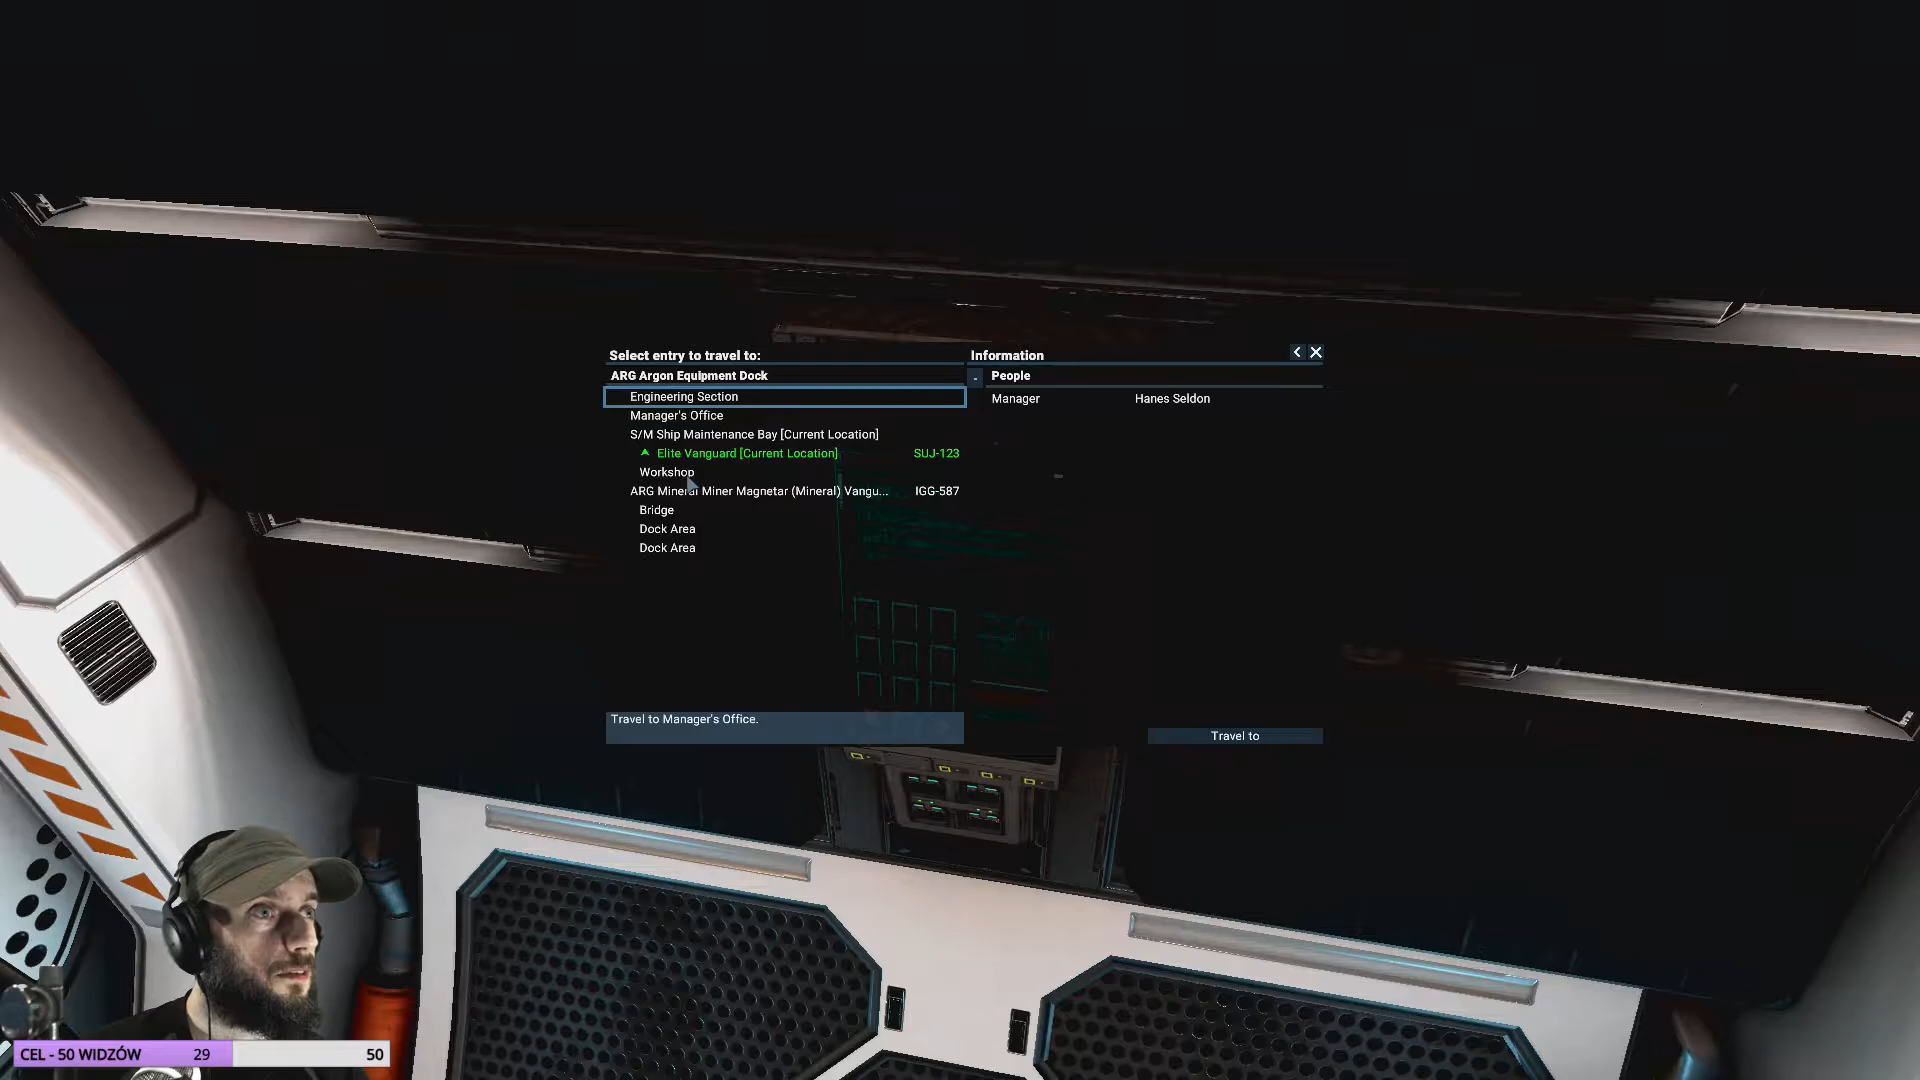 Select entry to travel to:
ARG Argon Equipment Dock
Engineering Section
Manager's Office
S/M Ship Maintenance Bay [Current Location]
Elite Vanguard [Current Location] SUJ-123
Workshop
ARG Mineral Miner Magnetar (Mineral) Vangu... IGG-587
Bridge
Dock Area
Dock Area
Travel to Manager's Office.
Information
- People
Manager Hanes Seldon
Travel to
CEL - 50 WIDZÓW 29 50